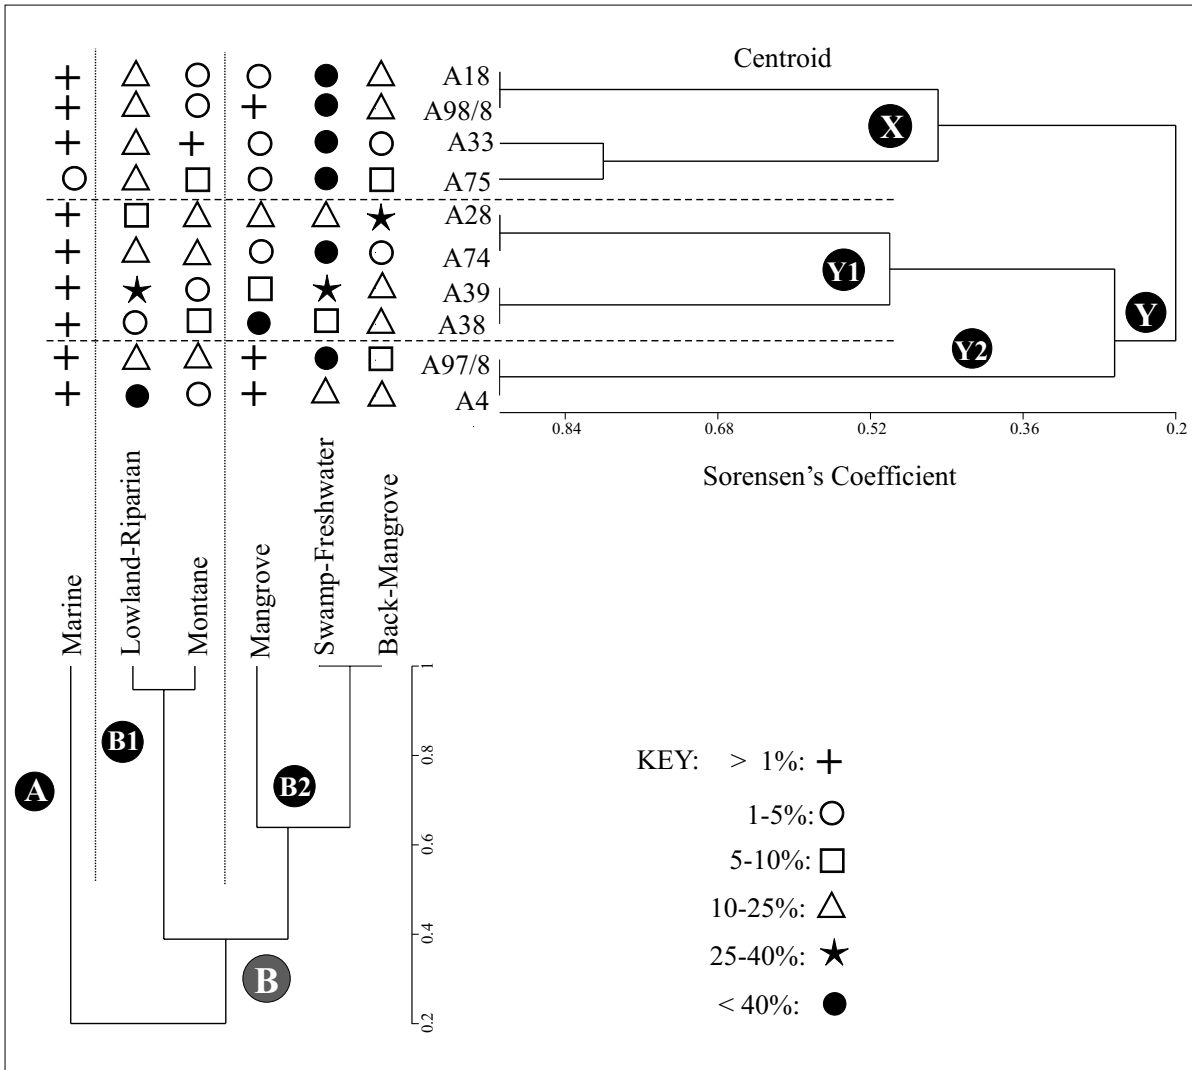 Centroid
A18
A98/8
A33
A75
A28
A74
A39
A38
A97/8
A4
X
Y1
Y
Y2
0.84 0.68 0.52 0.36 0.2
Sorensen’s Coefficient
Marine
Lowland-Riparian
Montane
Mangrove
Swamp-Freshwater
Back-Mangrove
1
0.8
0.6
0.4
0.2
A
B1
B2
B
KEY: > 1%:
1-5%:
5-10%:
10-25%:
25-40%:
< 40%: